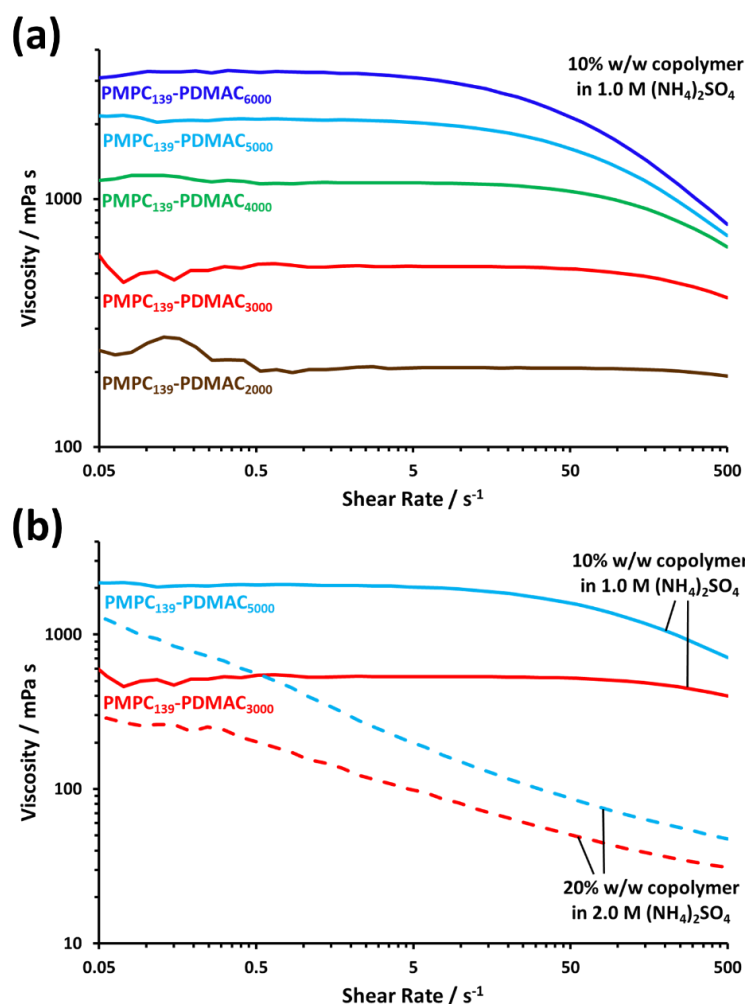 (a)
10% w/w copolymer
in 1.0 M (NH₄)₂SO₄
PMPC₁₃₉-PDMAC₆₀₀₀
PMPC₁₃₉-PDMAC₅₀₀₀
PMPC₁₃₉-PDMAC₄₀₀₀
PMPC₁₃₉-PDMAC₃₀₀₀
PMPC₁₃₉-PDMAC₂₀₀₀
Viscosity / mPa s
1000
100
0.05 0.5 5 50 500
Shear Rate / s⁻¹
(b)
10% w/w copolymer
in 1.0 M (NH₄)₂SO₄
PMPC₁₃₉-PDMAC₅₀₀₀
PMPC₁₃₉-PDMAC₃₀₀₀
20% w/w copolymer
in 2.0 M (NH₄)₂SO₄
Viscosity / mPa s
1000
100
10
0.05 0.5 5 50 500
Shear Rate / s⁻¹